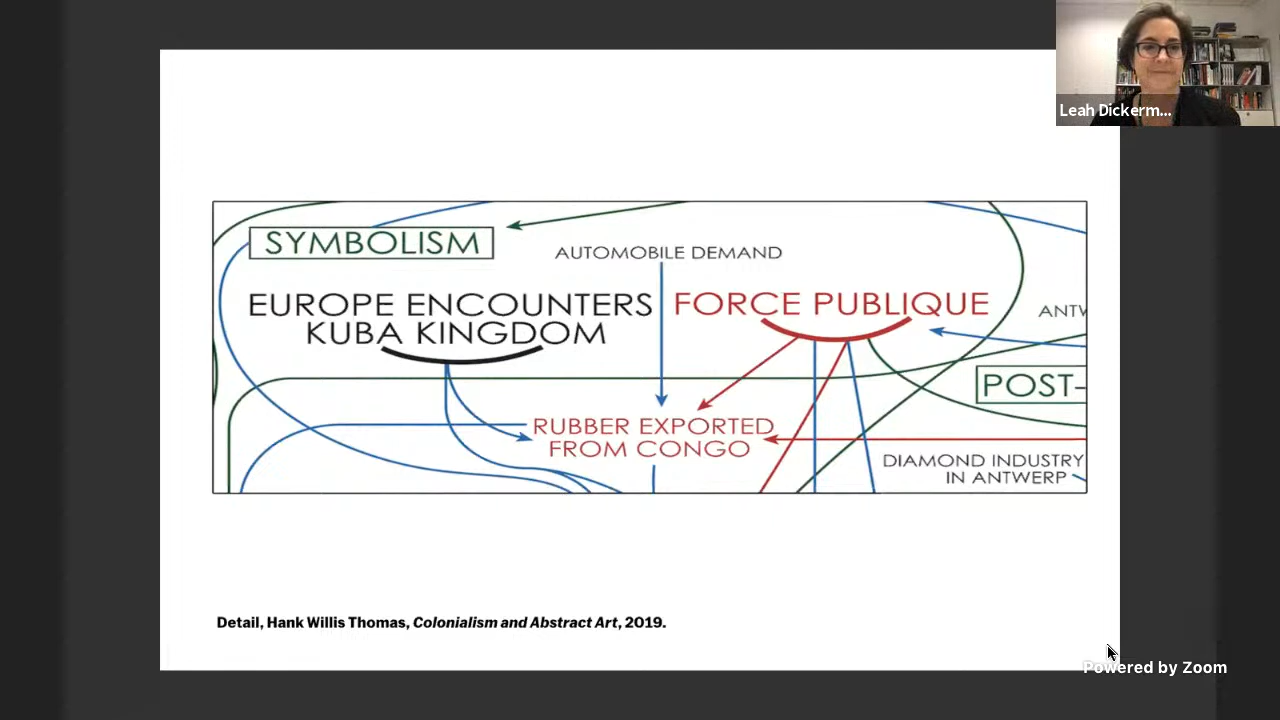 Leah Dickerm...
SYMBOLISM
AUTOMOBILE DEMAND
EUROPE ENCOUNTERS
KUBA KINGDOM
FORCE PUBLIQUE
ANTW
POST-
RUBBER EXPORTED
FROM CONGO
DIAMOND INDUSTRY
IN ANTWERP
Detail, Hank Willis Thomas, Colonialism and Abstract Art, 2019.
Powered by Zoom